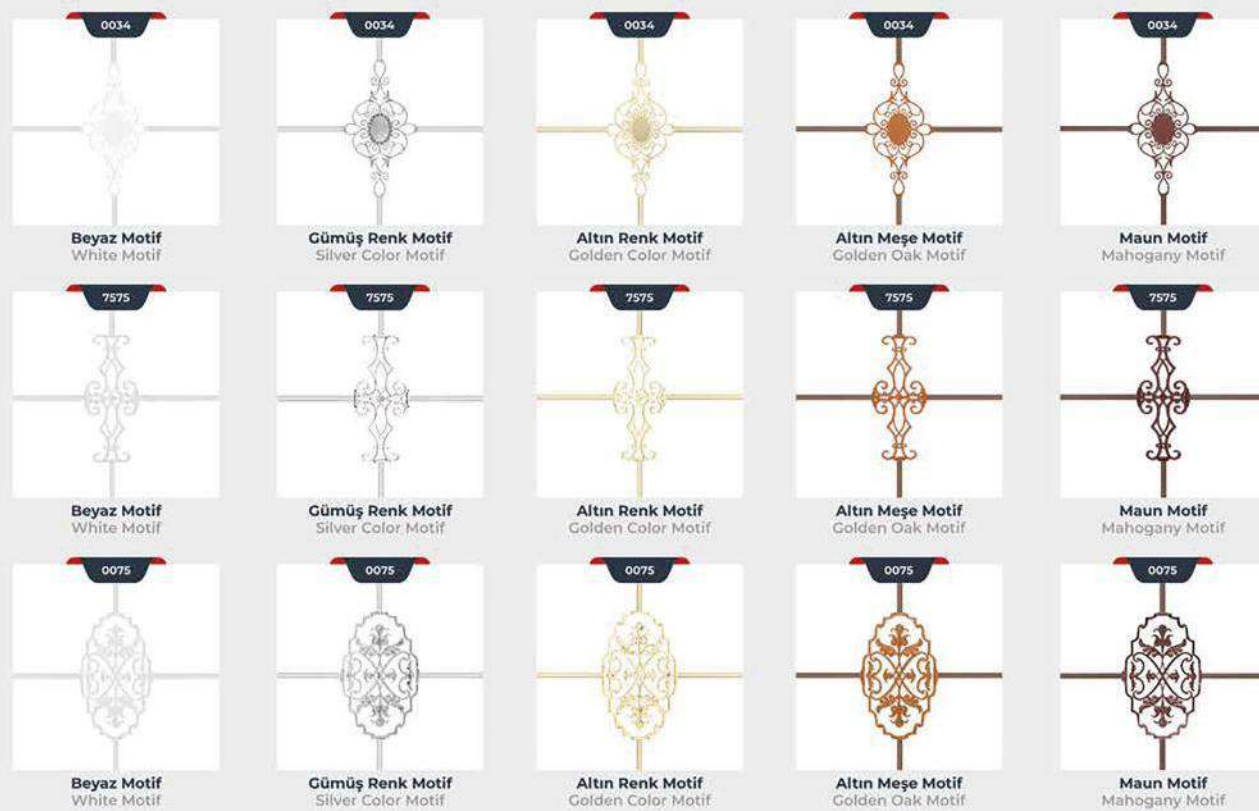 0034 0034 0034 0034 0034
Beyaz Motif Gümüş Renk Motif Altın Renk Motif Altın Meşe Motif Maun Motif
White Motif Silver Color Motif Golden Color Motif Golden Oak Motif Mahogany Motif
7575 7575 7575 7575 7575
Beyaz Motif Gümüş Renk Motif Altın Renk Motif Altın Meşe Motif Maun Motif
White Motif Silver Color Motif Golden Color Motif Golden Oak Motif Mahogany Motif
0075 0075 0075 0075 0075
Beyaz Motif Gümüş Renk Motif Altın Renk Motif Altın Meşe Motif Maun Motif
White Motif Silver Color Motif Golden Color Motif Golden Oak Motif Mahogany Motif